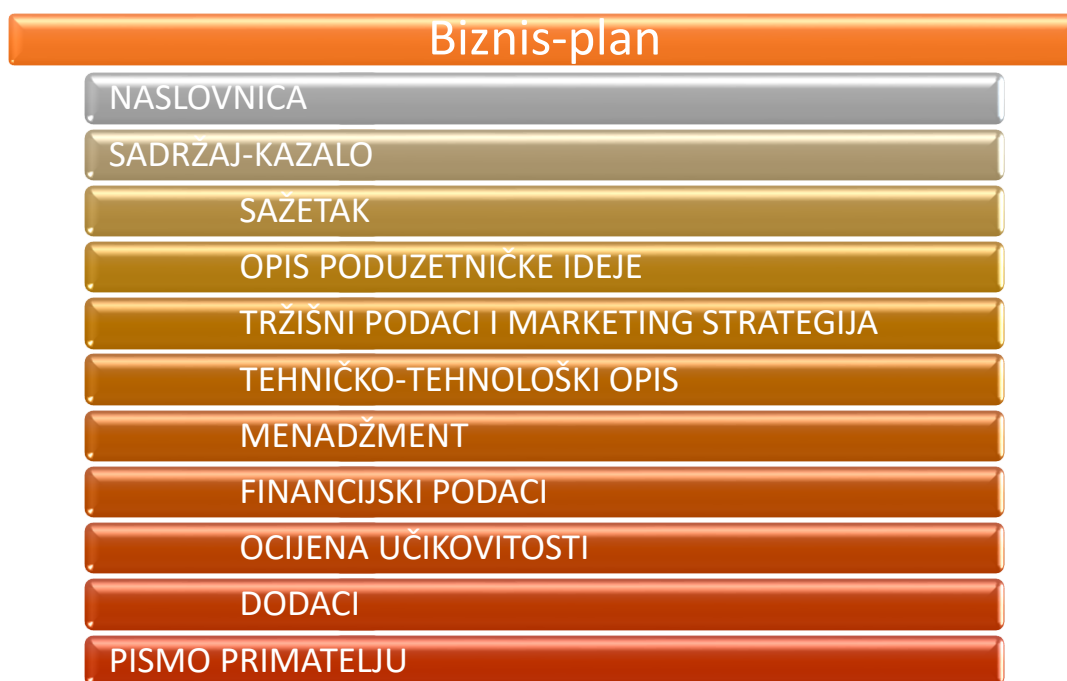 Biznis-plan
NASLOVNICA
SADRŽAJ-KAZALO
SAŽETAK
OPIS PODUZETNIČKE IDEJE
TRŽIŠNI PODACI I MARKETING STRATEGIJA
TEHNIČKO-TEHNOLOŠKI OPIS
MENADŽMENT
FINANCIJSKI PODACI
OCIJENA UČIKOVITOSTI
DODACI
PISMO PRIMATELJU